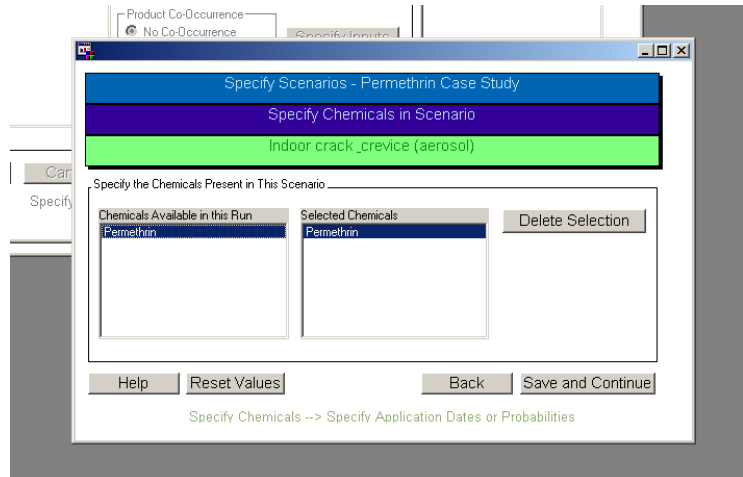 Product Co-Occurrence
No Co-Occurrence
Specify Inputs
Specify Scenarios - Permethrin Case Study
Specify Chemicals in Scenario
Indoor crack_crevice (aerosol)
Car
Specify
Specify the Chemicals Present in This Scenario
Chemicals Available in this Run
Selected Chemicals
Permethrin
Permethrin
Delete Selection
Help
Reset Values
Back
Save and Continue
Specify Chemicals --> Specify Application Dates or Probabilities